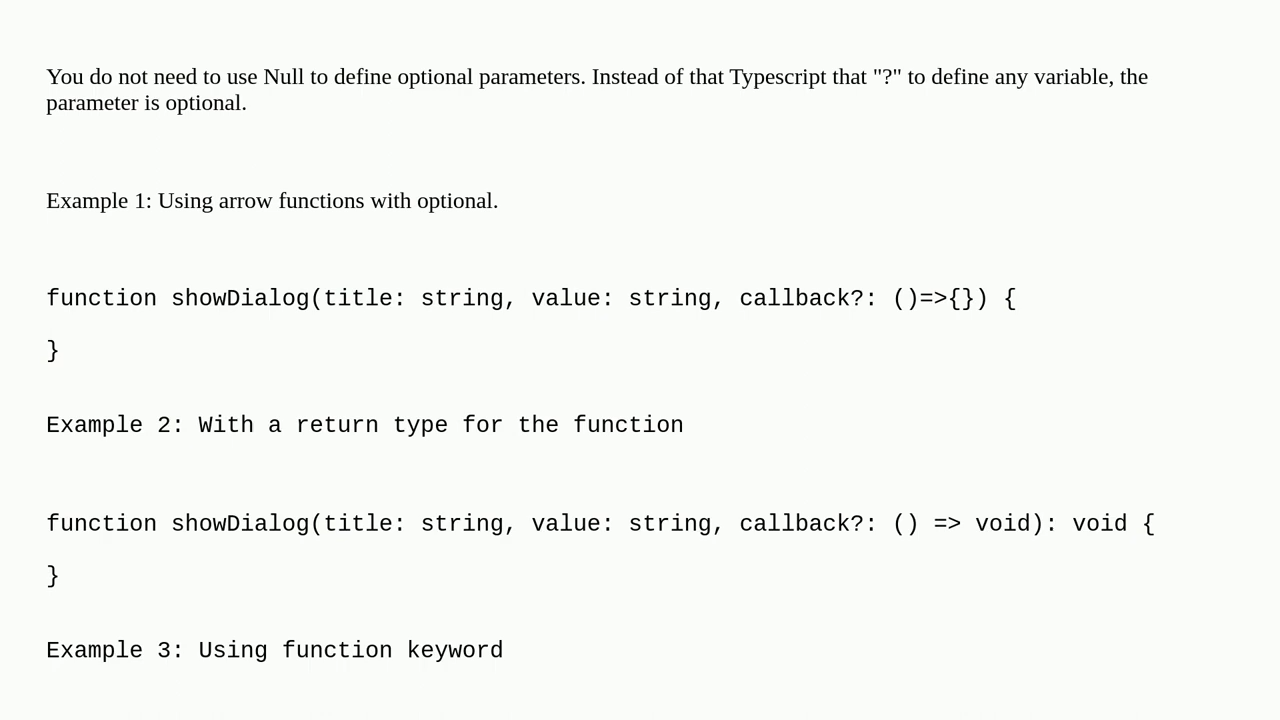 You do not need to use Null to define optional parameters. Instead of that Typescript that "?" to define any variable, the
parameter is optional.
Example 1: Using arrow functions with optional.
function showDialog(title: string, value: string, callback?: ()=>{}) {
}
Example 2: With a return type for the function
function showDialog(title: string, value: string, callback?: () => void): void {
}
Example 3: Using function keyword